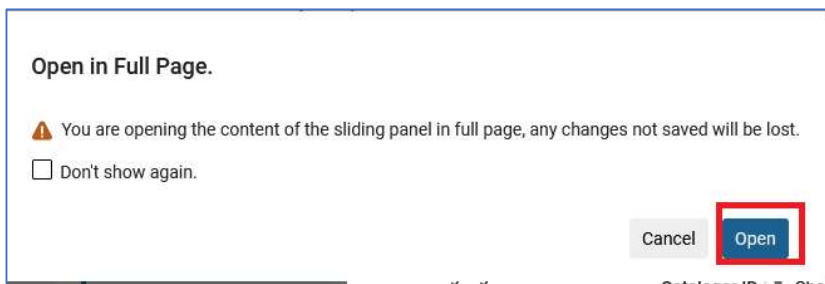 Open in Full Page.
You are opening the content of the sliding panel in full page, any changes not saved will be lost.
Don't show again.
Cancel Open